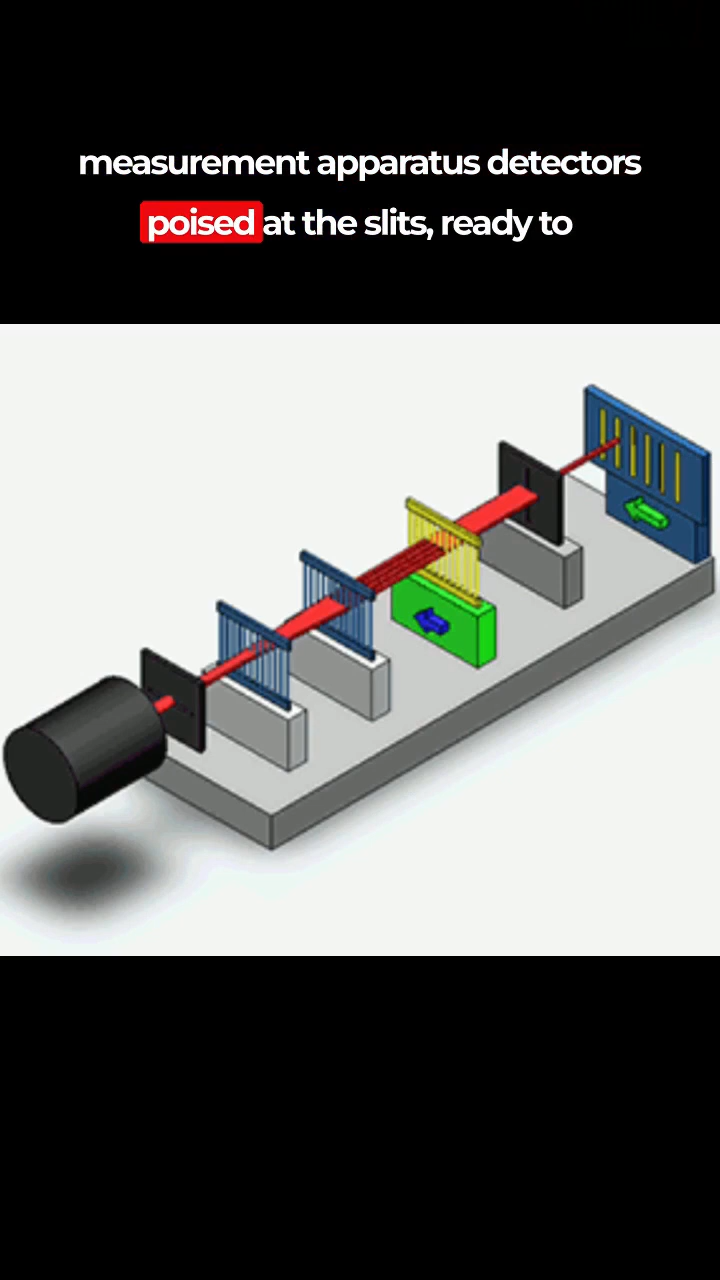 measurement apparatus detectors
poised at the slits, ready to